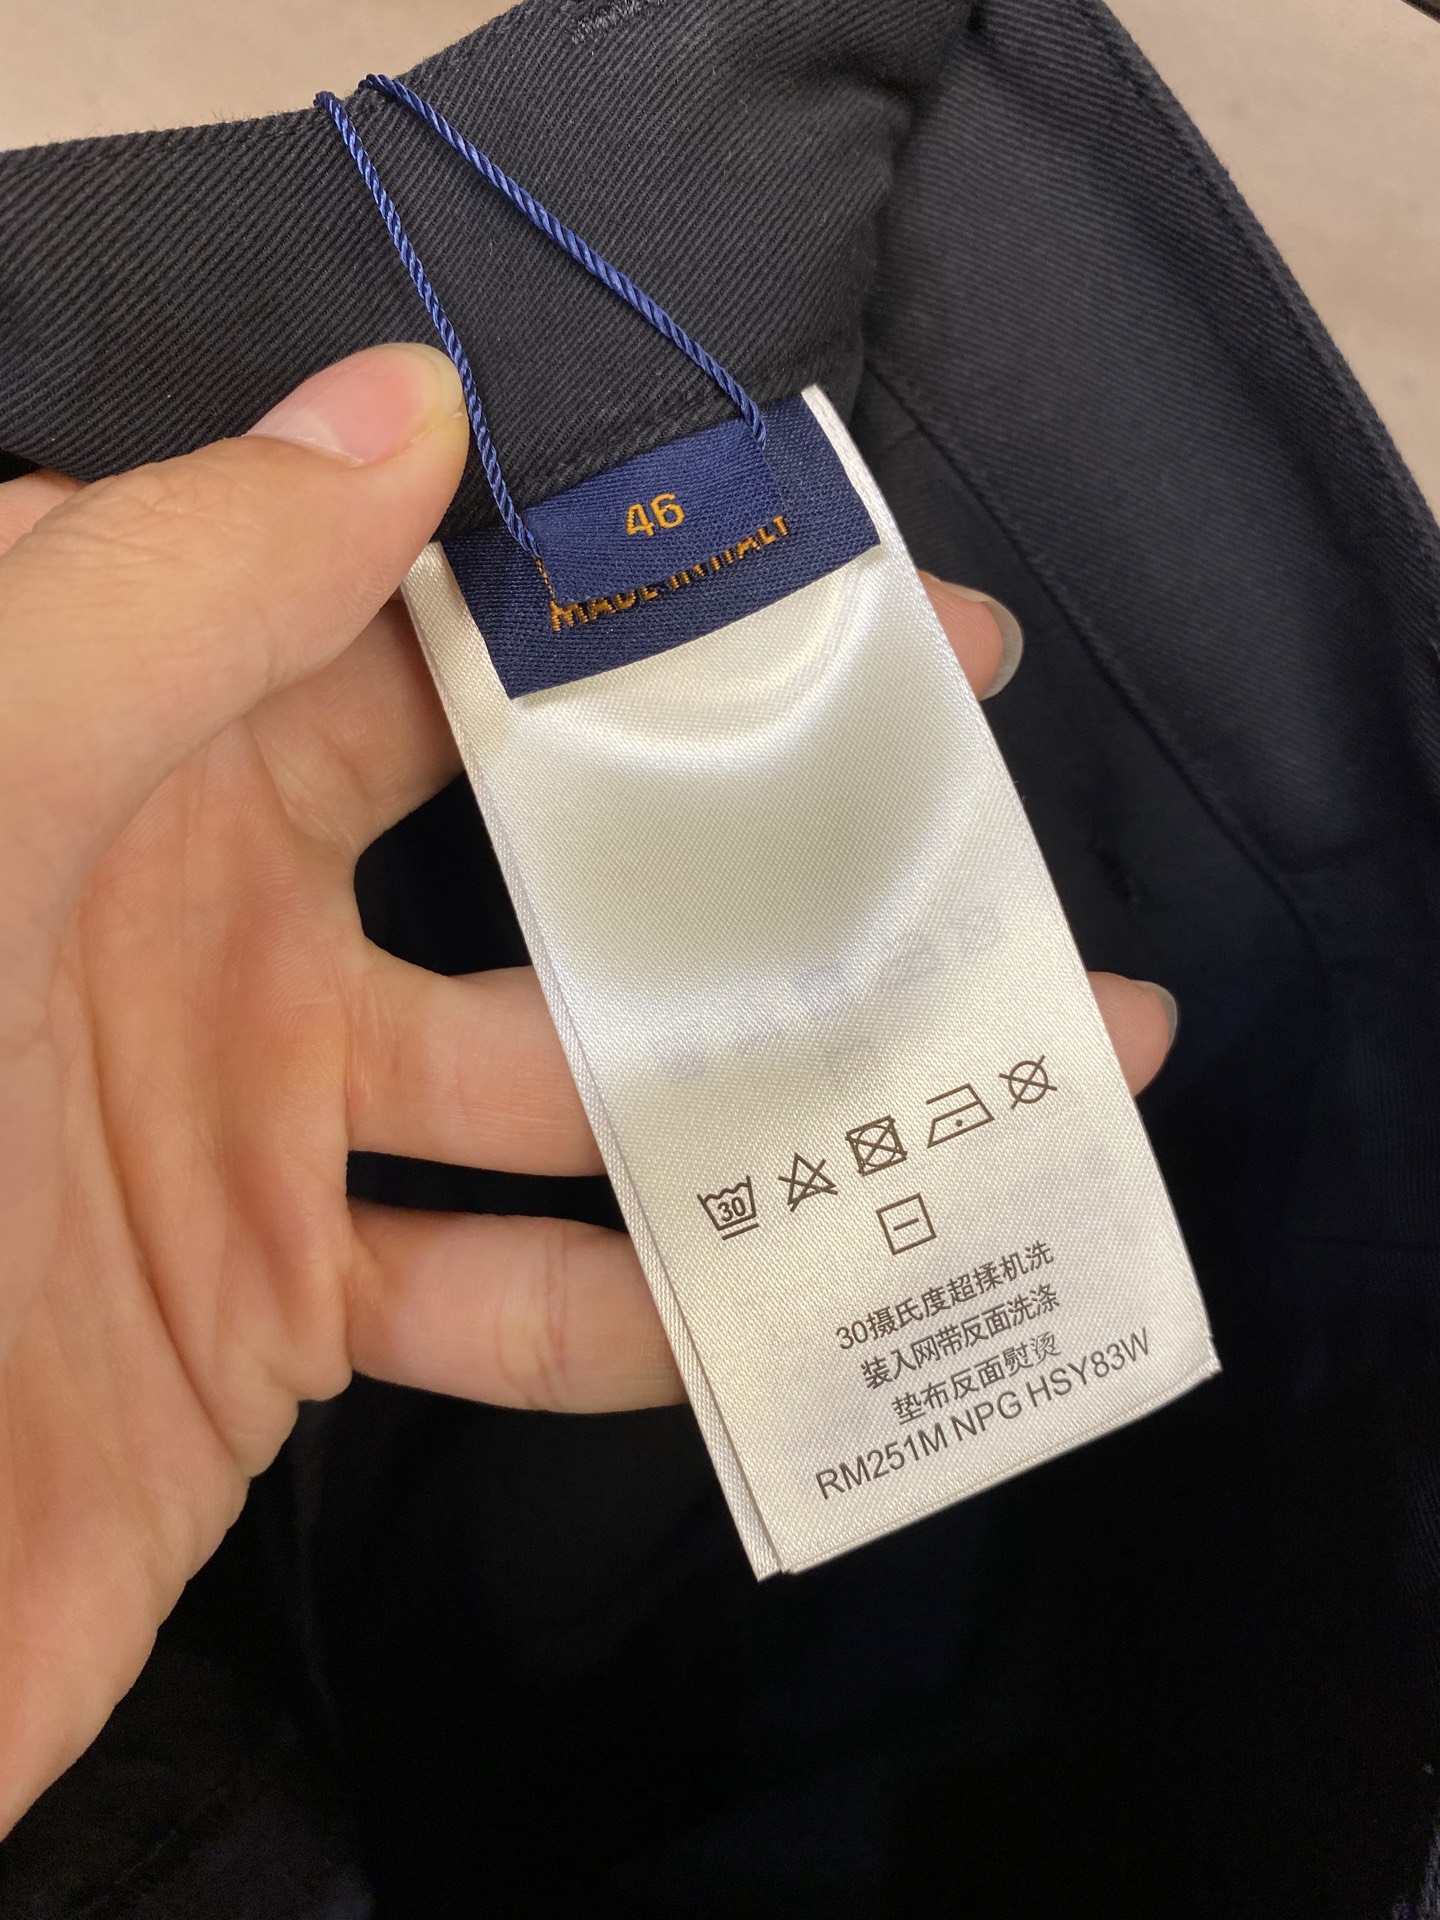 46
MADE IN ITALY
30
30摄氏度超揉机洗
装入网带反面洗涤
垫布反面熨烫
RM251M NPG HSY83W